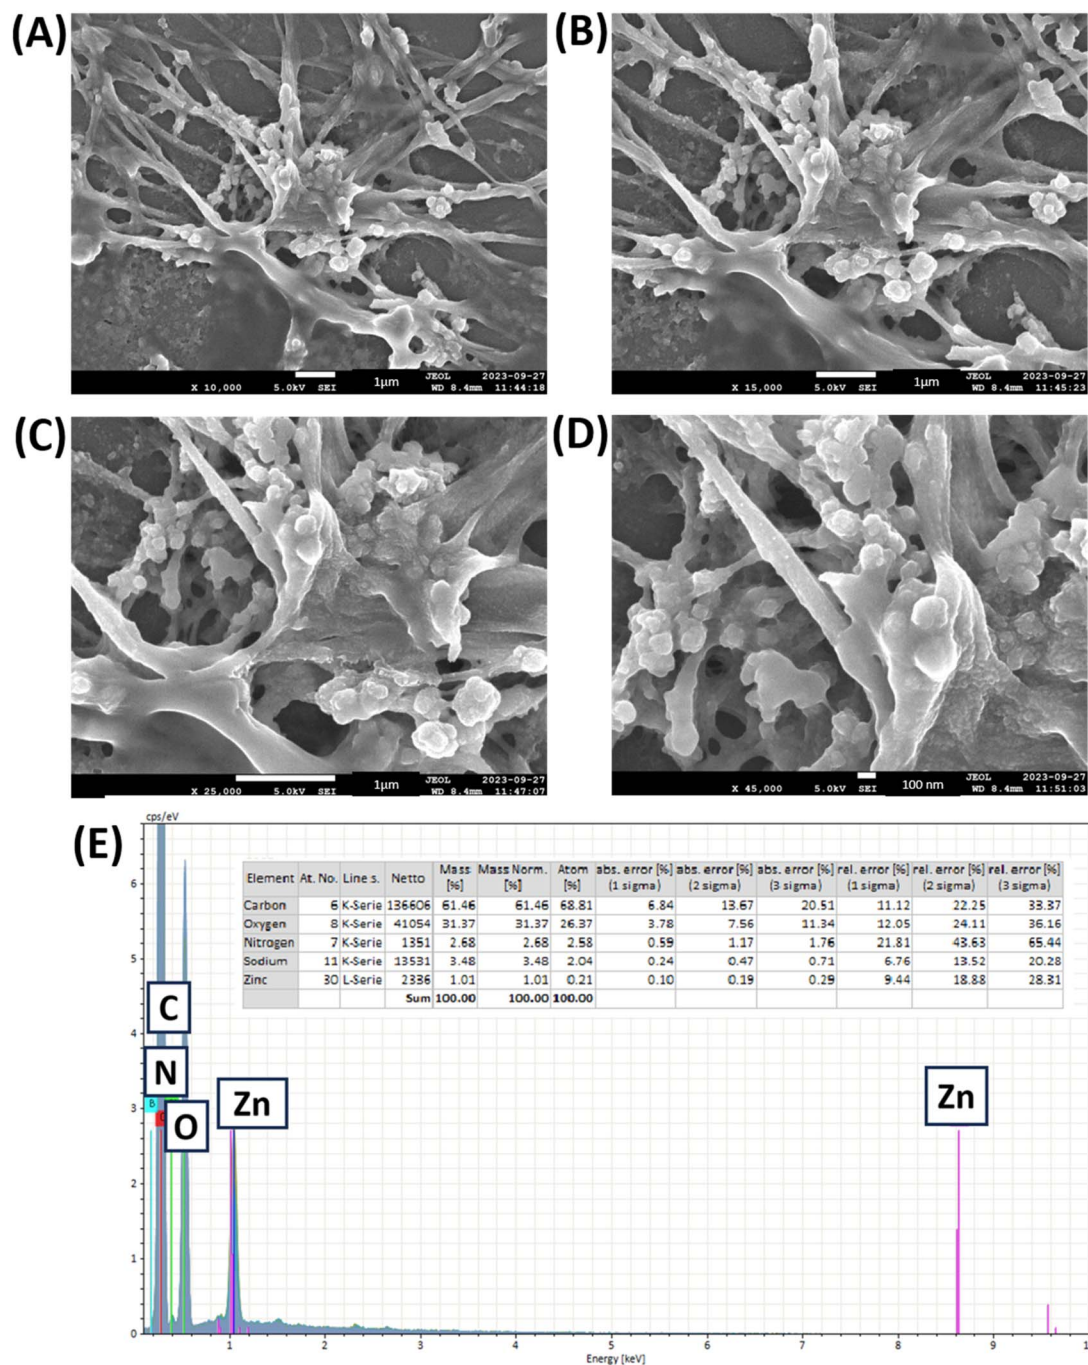 (A)
(B)
X 10,000 5.0kV SEI 1µm JEOL 2023-09-27
WD 8.4mm 11:44:18
X 15,000 5.0kV SEI 1µm JEOL 2023-09-27
WD 8.4mm 11:45:23
(C)
(D)
X 25,000 5.0kV SEI 1µm JEOL 2023-09-27
WD 8.4mm 11:47:07
X 45,000 5.0kV SEI 100 nm JEOL 2023-09-27
WD 8.4mm 11:51:03
(E)
cps/eV
Element At. No. Line s. Netto Mass [%] Mass Norm. [%] Atom [%] abs. error [%] (1 sigma) abs. error [%] (2 sigma) abs. error [%] (3 sigma) rel. error [%] (1 sigma) rel. error [%] (2 sigma) rel. error [%] (3 sigma)
Carbon 6 K-Serie 136606 61.46 61.46 68.81 6.84 13.67 20.51 11.12 22.25 33.37
Oxygen 8 K-Serie 41054 31.37 31.37 26.37 3.78 7.56 11.34 12.05 24.11 36.16
Nitrogen 7 K-Serie 1351 2.68 2.68 2.58 0.59 1.17 1.76 21.81 43.63 65.44
Sodium 11 K-Serie 13531 3.48 3.48 2.04 0.24 0.47 0.71 6.76 13.52 20.28
Zinc 30 L-Serie 2336 1.01 1.01 0.21 0.10 0.19 0.29 9.44 18.88 28.31
Sum 100.00 100.00 100.00
6
5
4
3
2
1
0
C
N
O
Zn
Zn
B
1 2 3 4 5 6 7 8 9
Energy [keV]